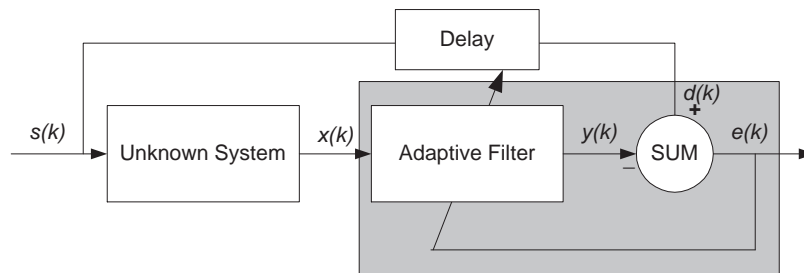 Delay
s(k)
Unknown System
x(k)
Adaptive Filter
y(k)
d(k)
+
SUM
−
e(k)